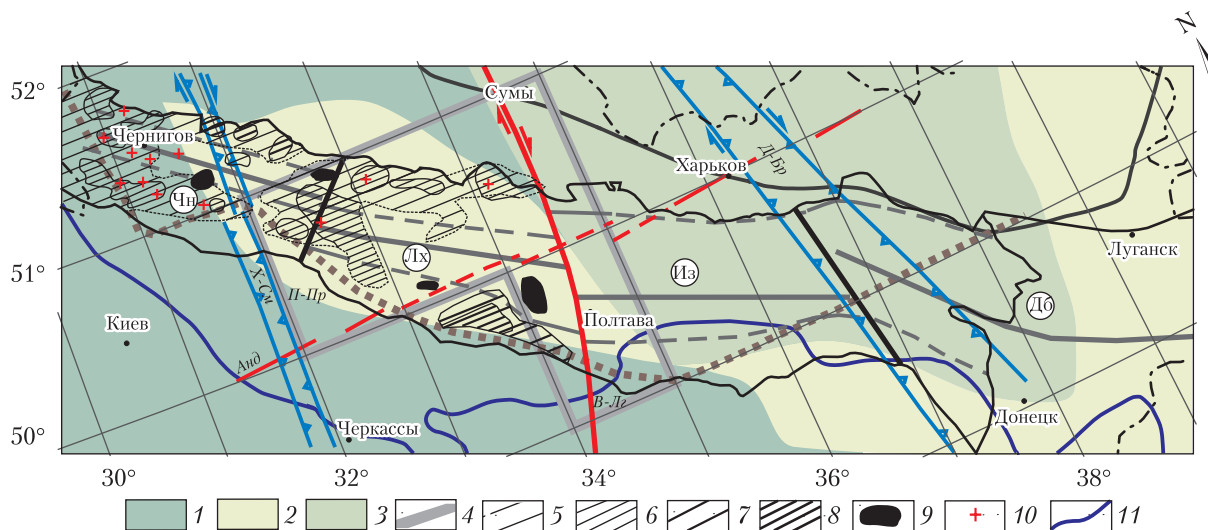 N
52°
Сумы
Чернигов
Харьков
Д-Бр
Чн
Лх
Из
Луганск
51°
Х-См
П-Пр
Дб
Киев
Полтава
Анд
В-Лг
Донецк
Черкассы
50°
30° 32° 34° 36° 38°
1 2 3 4 5 6 7 8 9 10 11